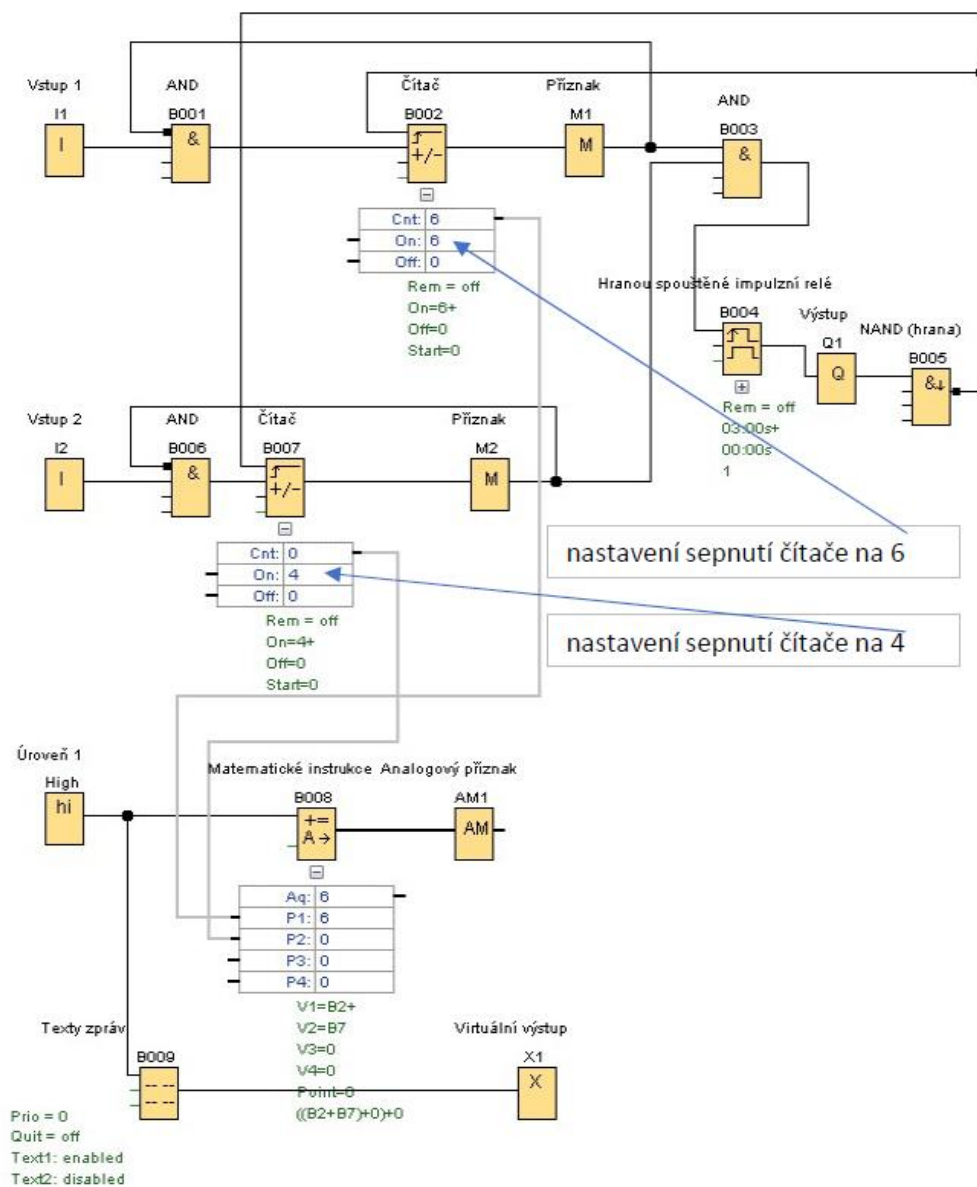 Vstup 1
AND
Čítač
Příznak
AND
I1
B001
B002
M1
B003
I
&
+/-
M
&
Cnt: 6
On: 6
Off: 0
Rem = off
On=6+
Off=0
Start=0
Hranou spouštěné impulzní relé
B004
Výstup
Q1
Q
NAND (hrana)
B005
&↓
Rem = off
03:00s+
00:00s
1
Vstup 2
AND
Čítač
Příznak
I2
B006
B007
M2
I
&
+/-
M
Cnt: 0
On: 4
Off: 0
Rem = off
On=4+
Off=0
Start=0
nastavení sepnutí čítače na 6
nastavení sepnutí čítače na 4
Úroveň 1
High
hi
Matematické instrukce
Analogový příznak
B008
AM1
+=
A→
AM
Aq: 6
P1: 6
P2: 0
P3: 0
P4: 0
V1=B2+
V2=B7
V3=0
V4=0
Point=0
((B2+B7)+0)+0
Texty zpráv
B009
Virtuální výstup
X1
X
Prio = 0
Quit = off
Text1: enabled
Text2: disabled